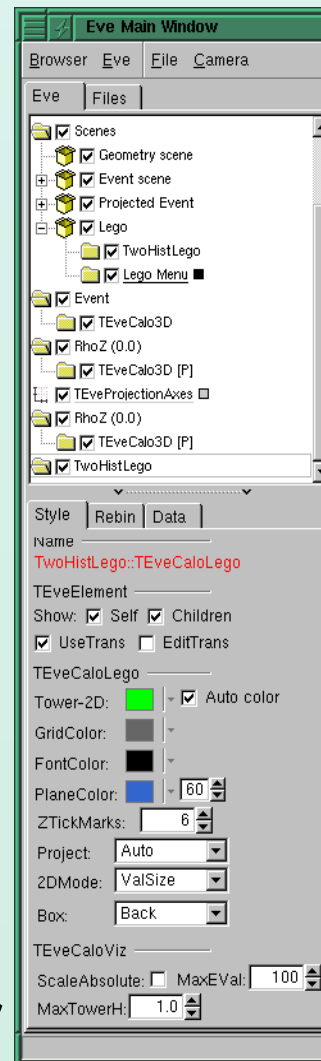 Eve Main Window
Browser Eve File Camera
Eve Files
Scenes
Geometry scene
Event scene
Projected Event
Lego
TwoHistLego
Lego Menu
Event
TEveCalo3D
RhoZ (0.0)
TEveCalo3D [P]
TEveProjectionAxes
RhoZ (0.0)
TEveCalo3D [P]
TwoHistLego
Style Rebin Data
Name
TwoHistLego::TEveCaloLego
TEveElement
Show: Self Children
UseTrans EditTrans
TEveCaloLego
Tower-2D: Auto color
GridColor:
FontColor:
PlaneColor: 60
ZTickMarks: 6
Project: Auto
2DMode: ValSize
Box: Back
TEveCaloViz
ScaleAbsolute: MaxEVal: 100
MaxTowerH: 1.0